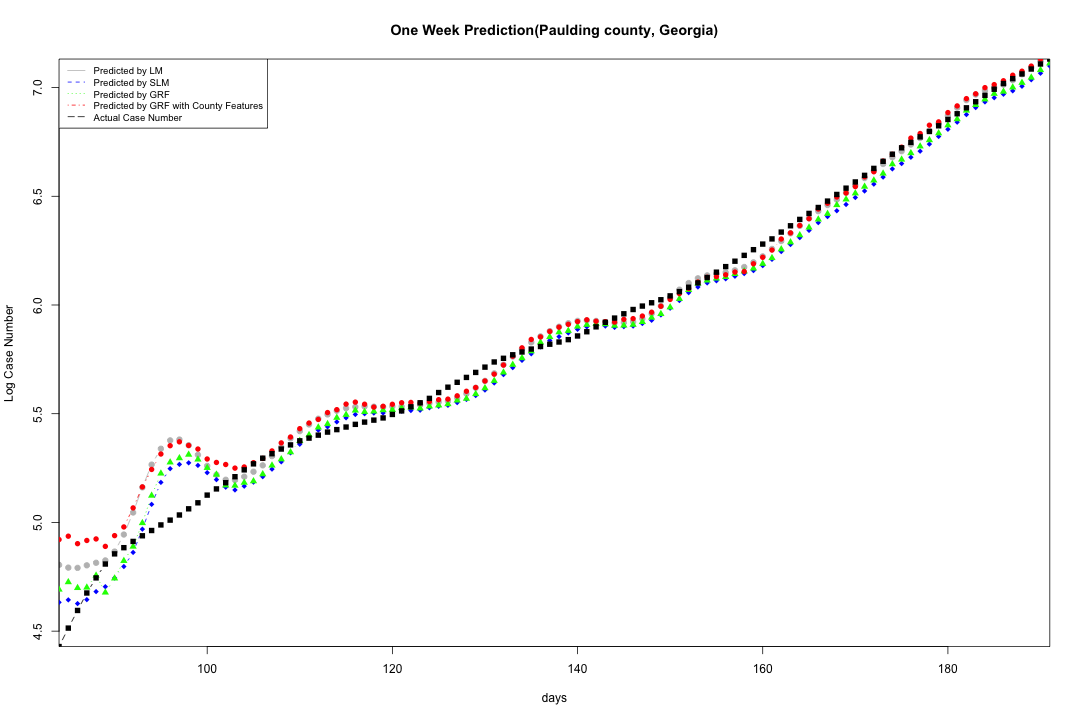 One Week Prediction(Paulding county, Georgia)
Predicted by LM
Predicted by SLM
Predicted by GRF
Predicted by GRF with County Features
Actual Case Number
Log Case Number
7.0
6.5
6.0
5.5
5.0
4.5
100 120 140 160 180
days